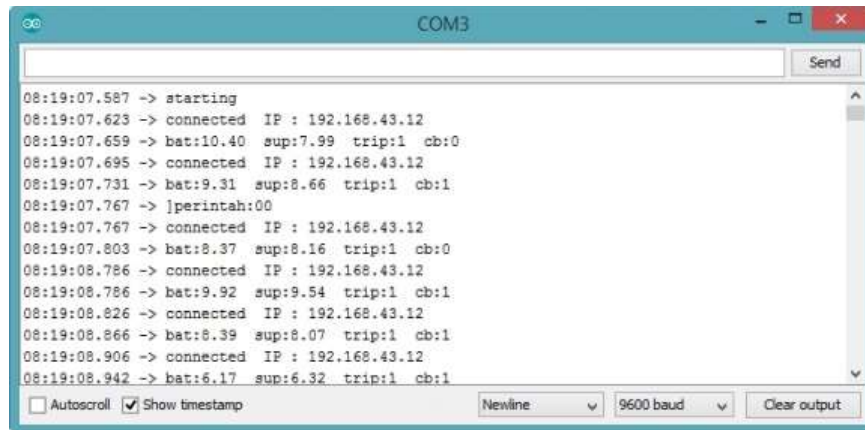 COM3
Send
08:19:07.587 -> starting
08:19:07.623 -> connected  IP : 192.168.43.12
08:19:07.659 -> bat:10.40  sup:7.99  trip:1  cb:0
08:19:07.695 -> connected  IP : 192.168.43.12
08:19:07.731 -> bat:9.31  sup:8.66  trip:1  cb:1
08:19:07.767 -> ]perintah:00
08:19:07.767 -> connected  IP : 192.168.43.12
08:19:07.803 -> bat:8.37  sup:8.16  trip:1  cb:0
08:19:08.786 -> connected  IP : 192.168.43.12
08:19:08.786 -> bat:9.92  sup:9.54  trip:1  cb:1
08:19:08.826 -> connected  IP : 192.168.43.12
08:19:08.866 -> bat:8.39  sup:8.07  trip:1  cb:1
08:19:08.906 -> connected  IP : 192.168.43.12
08:19:08.942 -> bat:6.17  sup:6.32  trip:1  cb:1
Autoscroll Show timestamp Newline 9600 baud Clear output